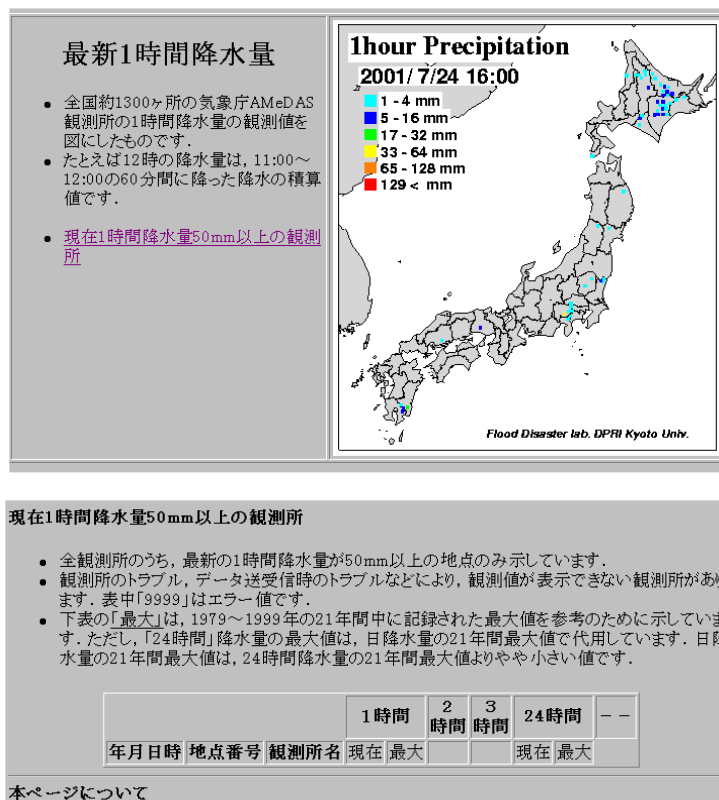 最新1時間降水量
● 全国約1300ヶ所の気象庁AMeDAS
観測所の1時間降水量の観測値を
図にしたものです.
● たとえば12時の降水量は, 11:00～
12:00の60分間に降った降水の積算
値です.
● 現在1時間降水量50mm以上の観測
所
1hour Precipitation
2001/ 7/24 16:00
1 - 4 mm
5 - 16 mm
17 - 32 mm
33 - 64 mm
65 - 128 mm
129 < mm
Flood Disaster lab. DPRI Kyoto Univ.
現在1時間降水量50mm以上の観測所
● 全観測所のうち, 最新の1時間降水量が50mm以上の地点のみ示しています.
● 観測所のトラブル, データ送受信時のトラブルなどにより, 観測値が表示できない観測所があり
ます. 表中「9999」はエラー値です.
● 下表の「最大」は, 1979～1999年の21年間中に記録された最大値を参考のために示していま
す. ただし, 「24時間」降水量の最大値は, 日降水量の21年間最大値で代用しています. 日降
水量の21年間最大値は, 24時間降水量の21年間最大値よりやや小さい値です.
1時間 2時間 3時間 24時間 - -
年月日時 地点番号 観測所名 現在 最大 現在 最大
本ページについて